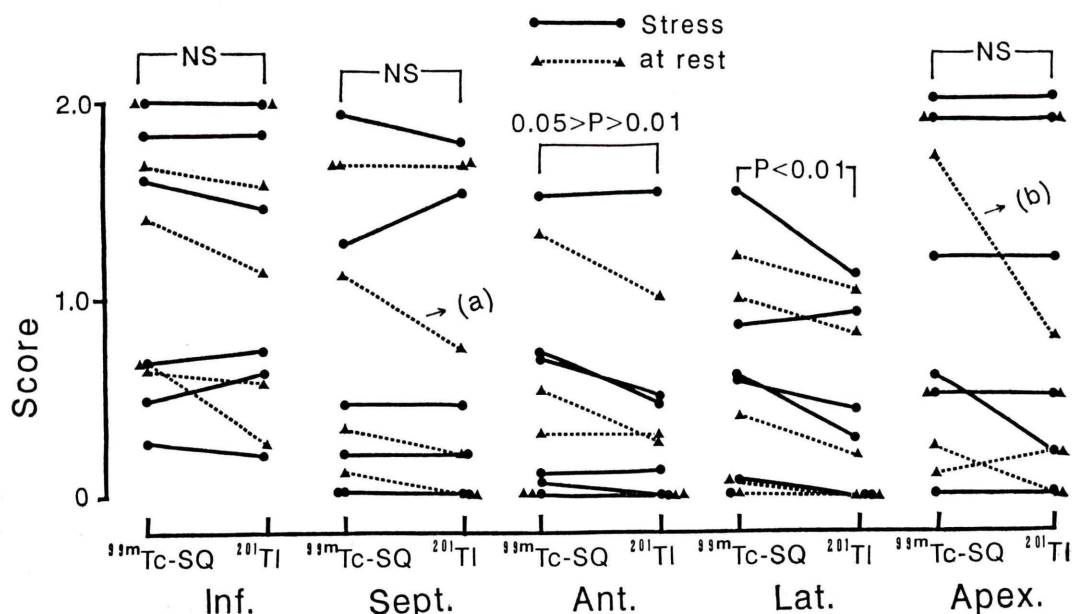 Stress
at rest
NS
NS
0.05>P>0.01
P<0.01
NS
2.0
1.0
0
Score
(a)
(b)
⁹⁹ᵐTc-SQ ²⁰¹Tl ⁹⁹ᵐTc-SQ ²⁰¹Tl ⁹⁹ᵐTc-SQ ²⁰¹Tl ⁹⁹ᵐTc-SQ ²⁰¹Tl ⁹⁹ᵐTc-SQ ²⁰¹Tl
Inf. Sept. Ant. Lat. Apex.